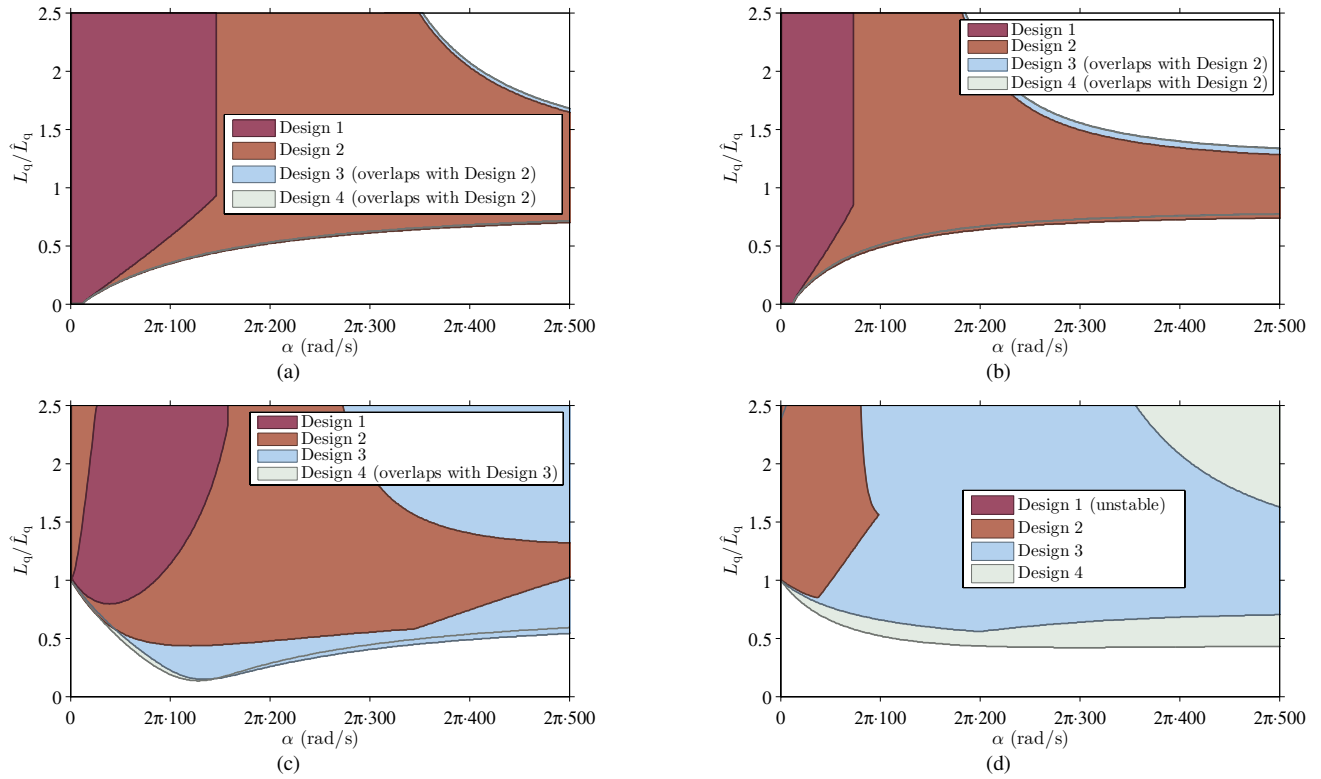 2.5
2
1.5
1
0.5
0
L_q/L̂_q
Design 1
Design 2
Design 3 (overlaps with Design 2)
Design 4 (overlaps with Design 2)
0 2π·100 2π·200 2π·300 2π·400 2π·500
α (rad/s)
(a)
2.5
2
1.5
1
0.5
0
L_q/L̂_q
Design 1
Design 2
Design 3 (overlaps with Design 2)
Design 4 (overlaps with Design 2)
0 2π·100 2π·200 2π·300 2π·400 2π·500
α (rad/s)
(b)
2.5
2
1.5
1
0.5
0
L_q/L̂_q
Design 1
Design 2
Design 3
Design 4 (overlaps with Design 3)
0 2π·100 2π·200 2π·300 2π·400 2π·500
α (rad/s)
(c)
2.5
2
1.5
1
0.5
0
L_q/L̂_q
Design 1 (unstable)
Design 2
Design 3
Design 4
0 2π·100 2π·200 2π·300 2π·400 2π·500
α (rad/s)
(d)